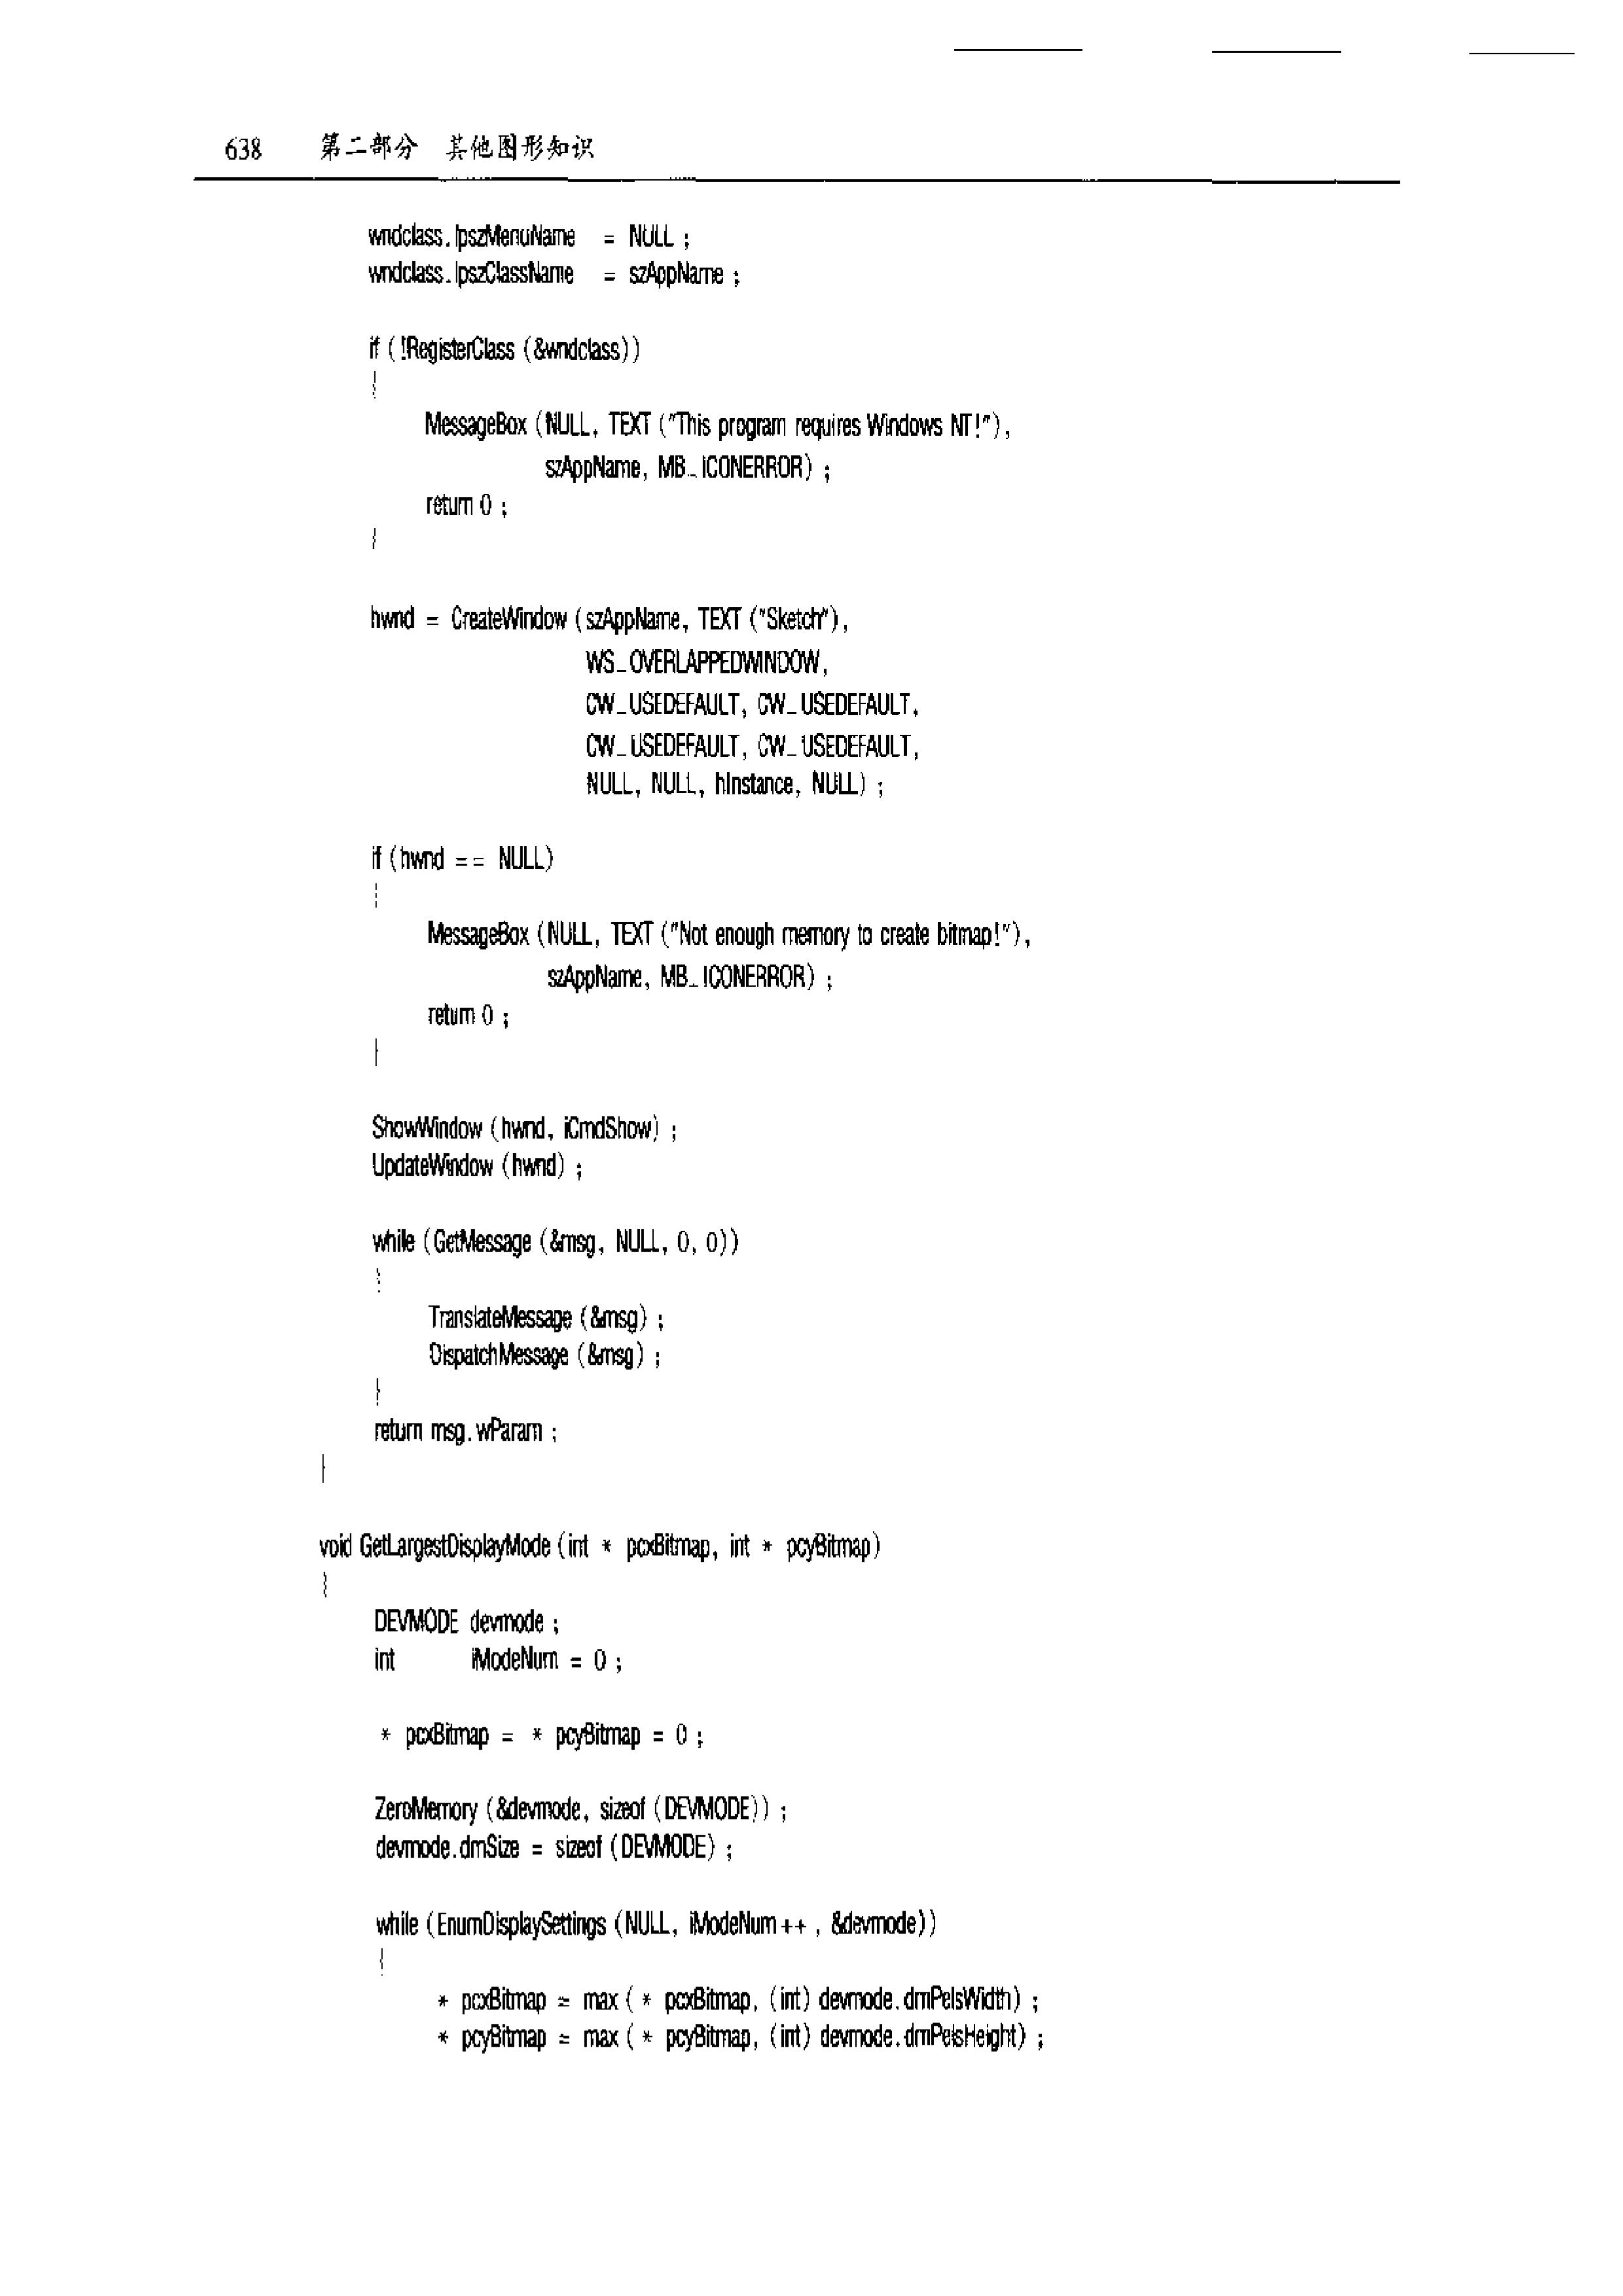 638 第二部分 其他图形知识
wndclass.lpszMenuName = NULL ;
wndclass.lpszClassName = szAppName ;
if (!RegisterClass (&wndclass))
{
MessageBox (NULL, TEXT ("This program requires Windows NT!"),
szAppName, MB_ICONERROR) ;
return 0 ;
}
hwnd = CreateWindow (szAppName, TEXT ("Sketch"),
WS_OVERLAPPEDWINDOW,
CW_USEDEFAULT, CW_USEDEFAULT,
CW_USEDEFAULT, CW_USEDEFAULT,
NULL, NULL, hInstance, NULL) ;
if (hwnd == NULL)
{
MessageBox (NULL, TEXT ("Not enough memory to create bitmap!"),
szAppName, MB_ICONERROR) ;
return 0 ;
}
ShowWindow (hwnd, iCmdShow) ;
UpdateWindow (hwnd) ;
while (GetMessage (&msg, NULL, 0, 0))
{
TranslateMessage (&msg) ;
DispatchMessage (&msg) ;
}
return msg.wParam ;
}
void GetLargestDisplayMode (int * pcxBitmap, int * pcyBitmap)
{
DEVMODE devmode ;
int iModeNum = 0 ;
* pcxBitmap = * pcyBitmap = 0 ;
ZeroMemory (&devmode, sizeof (DEVMODE)) ;
devmode.dmSize = sizeof (DEVMODE) ;
while (EnumDisplaySettings (NULL, iModeNum++ , &devmode))
{
* pcxBitmap = max ( * pcxBitmap, (int) devmode.dmPelsWidth) ;
* pcyBitmap = max ( * pcyBitmap, (int) devmode.dmPelsHeight) ;